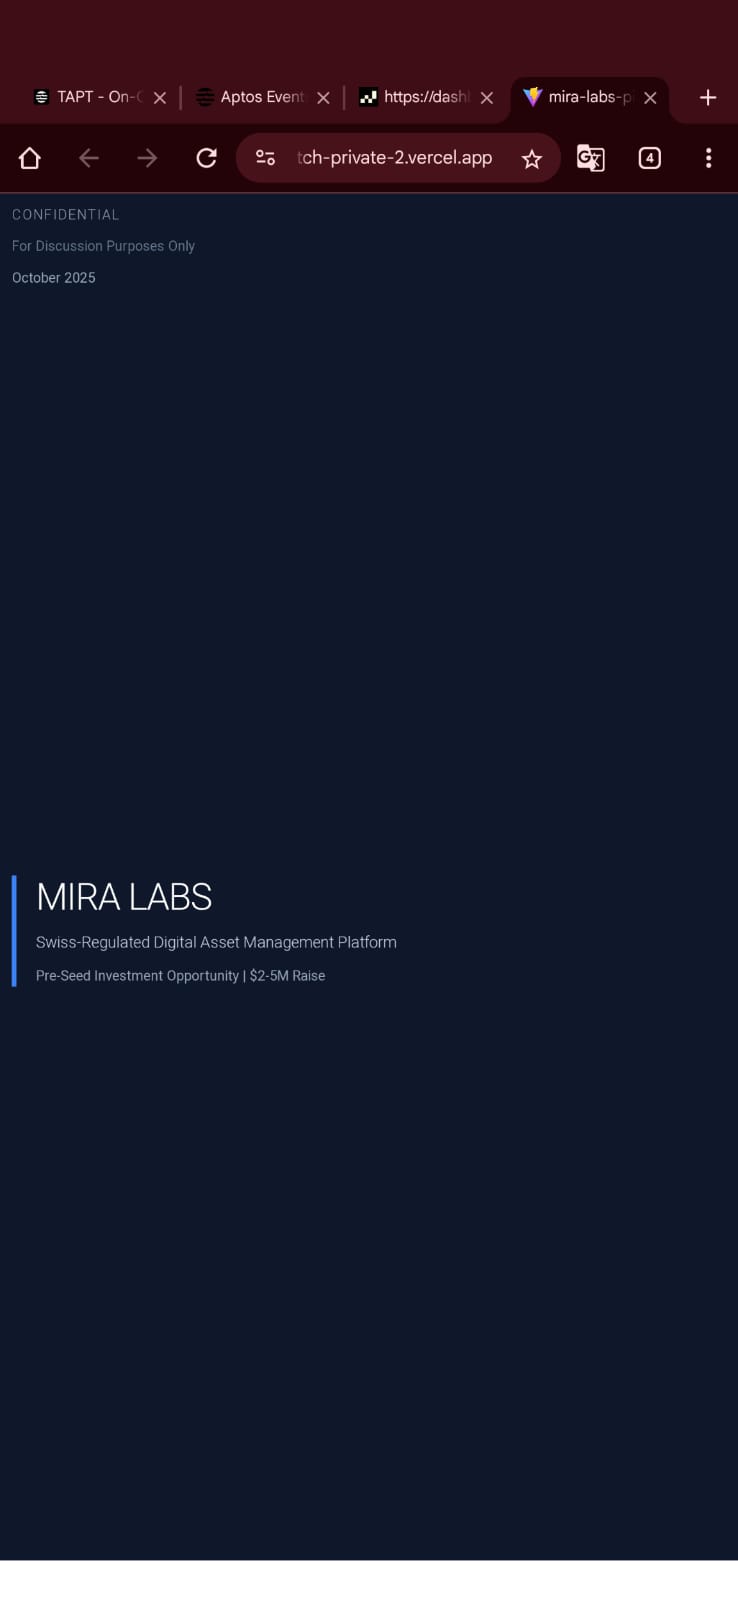 TAPT - On-C
Aptos Event
https://dash
mira-labs-pi
tch-private-2.vercel.app
4
CONFIDENTIAL
For Discussion Purposes Only
October 2025
MIRA LABS
Swiss-Regulated Digital Asset Management Platform
Pre-Seed Investment Opportunity | $2-5M Raise